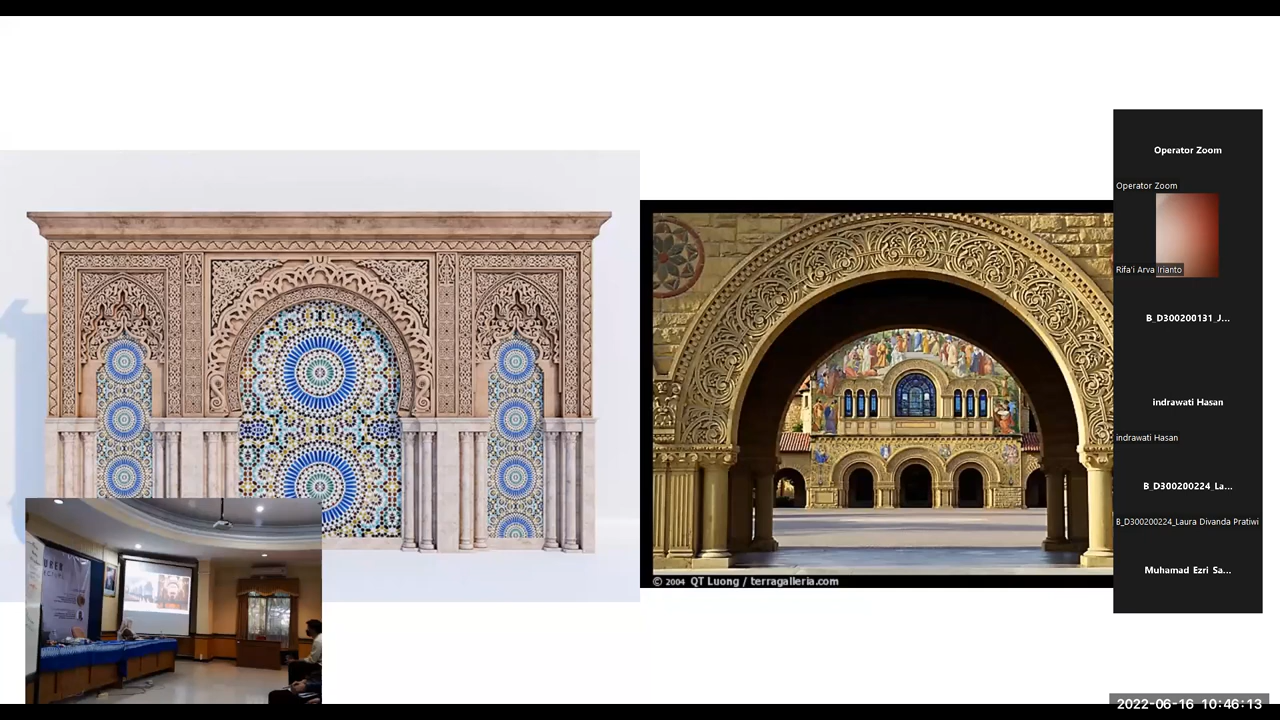 Operator Zoom
Operator Zoom
Rifa'i Arva Irianto
B_D300200131_J...
indrawati Hasan
indrawati Hasan
B_D300200224_La...
B_D300200224_Laura Divanda Pratiwi
Muhamad Ezri Sa...
© 2004 QT Luong / terragalleria.com
URER
2022-06-16 10:46:13